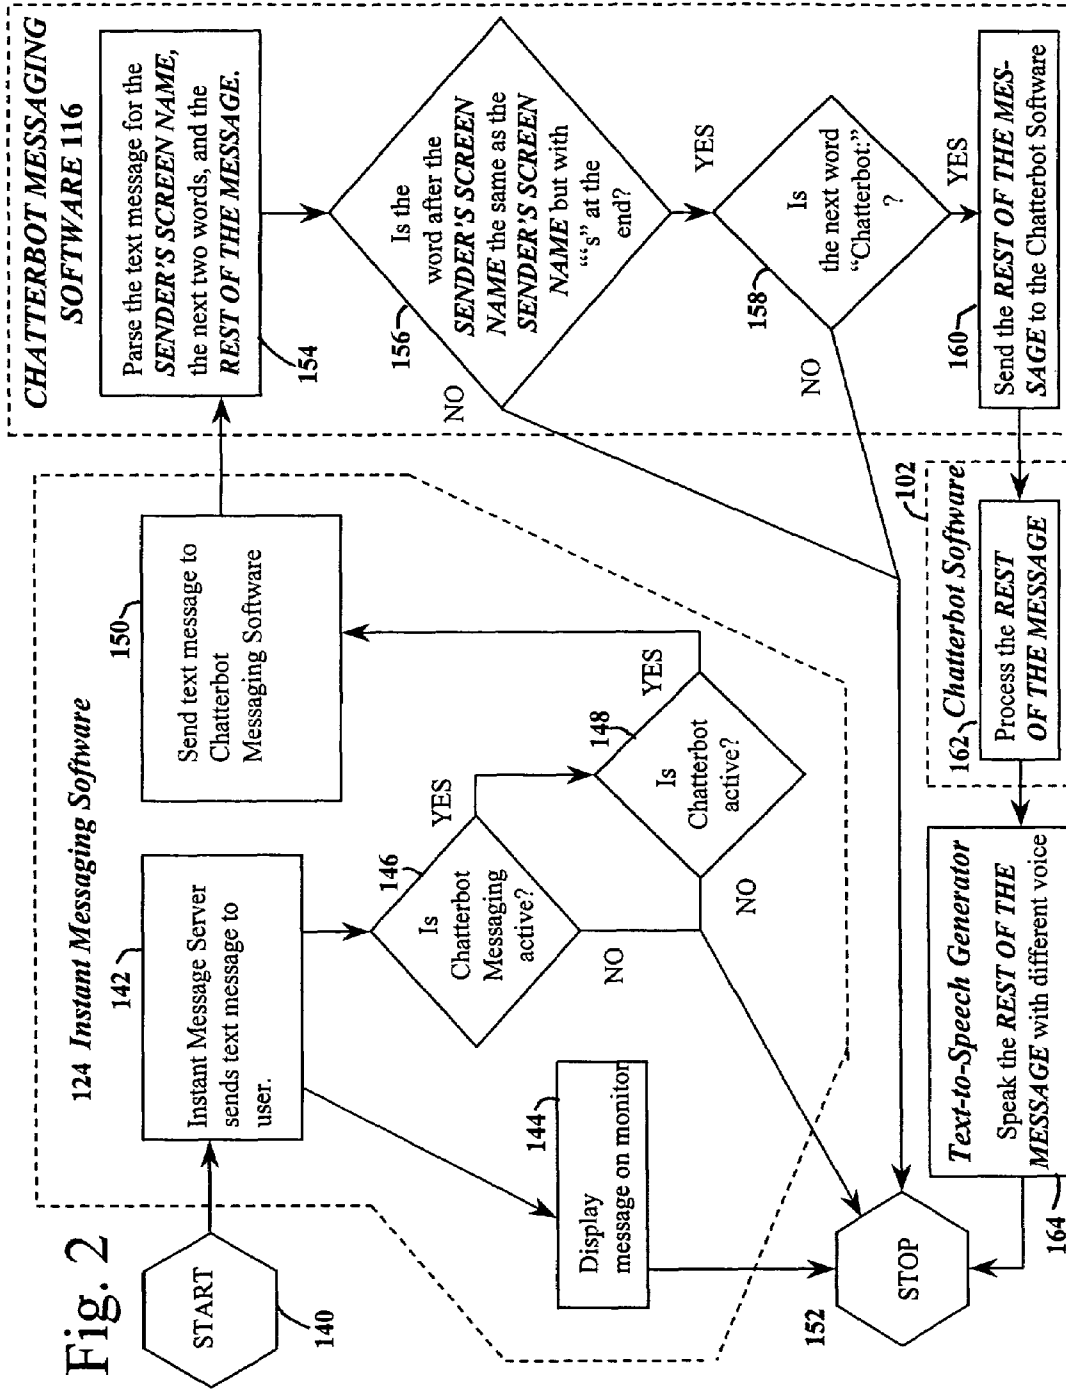 Fig. 2
START
140
124 Instant Messaging Software
142
Instant Message Server
sends text message to
user.
144
Display
message on monitor
146
Is
Chatterbot
Messaging
active?
YES
NO
148
Is
Chatterbot
active?
YES
NO
150
Send text message to
Chatterbot
Messaging Software
152
STOP
CHATTERBOT MESSAGING
SOFTWARE 116
Parse the text message for the
SENDER'S SCREEN NAME,
the next two words, and the
REST OF THE MESSAGE.
154
156
Is the
word after the
SENDER'S SCREEN
NAME the same as the
SENDER'S SCREEN
NAME but with
"'s" at the
end?
NO
YES
158
Is
the next word
"Chatterbot:"
?
NO
YES
160
Send the REST OF THE MES-
SAGE to the Chatterbot Software
102
162 Chatterbot Software
Process the REST
OF THE MESSAGE
Text-to-Speech Generator
Speak the REST OF THE
MESSAGE with different voice
164